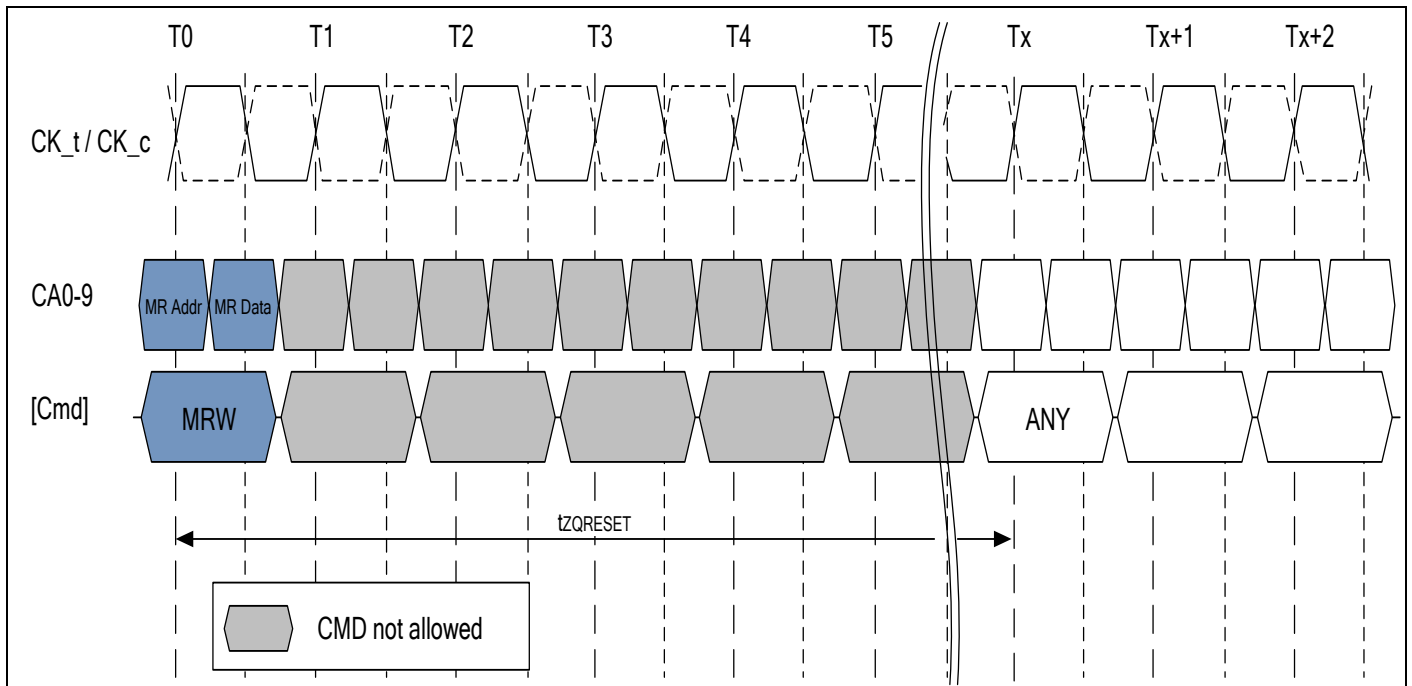 T0 T1 T2 T3 T4 T5 Tx Tx+1 Tx+2
CK_t / CK_c
CA0-9 MR Addr MR Data
[Cmd] MRW ANY
tZQRESET
CMD not allowed